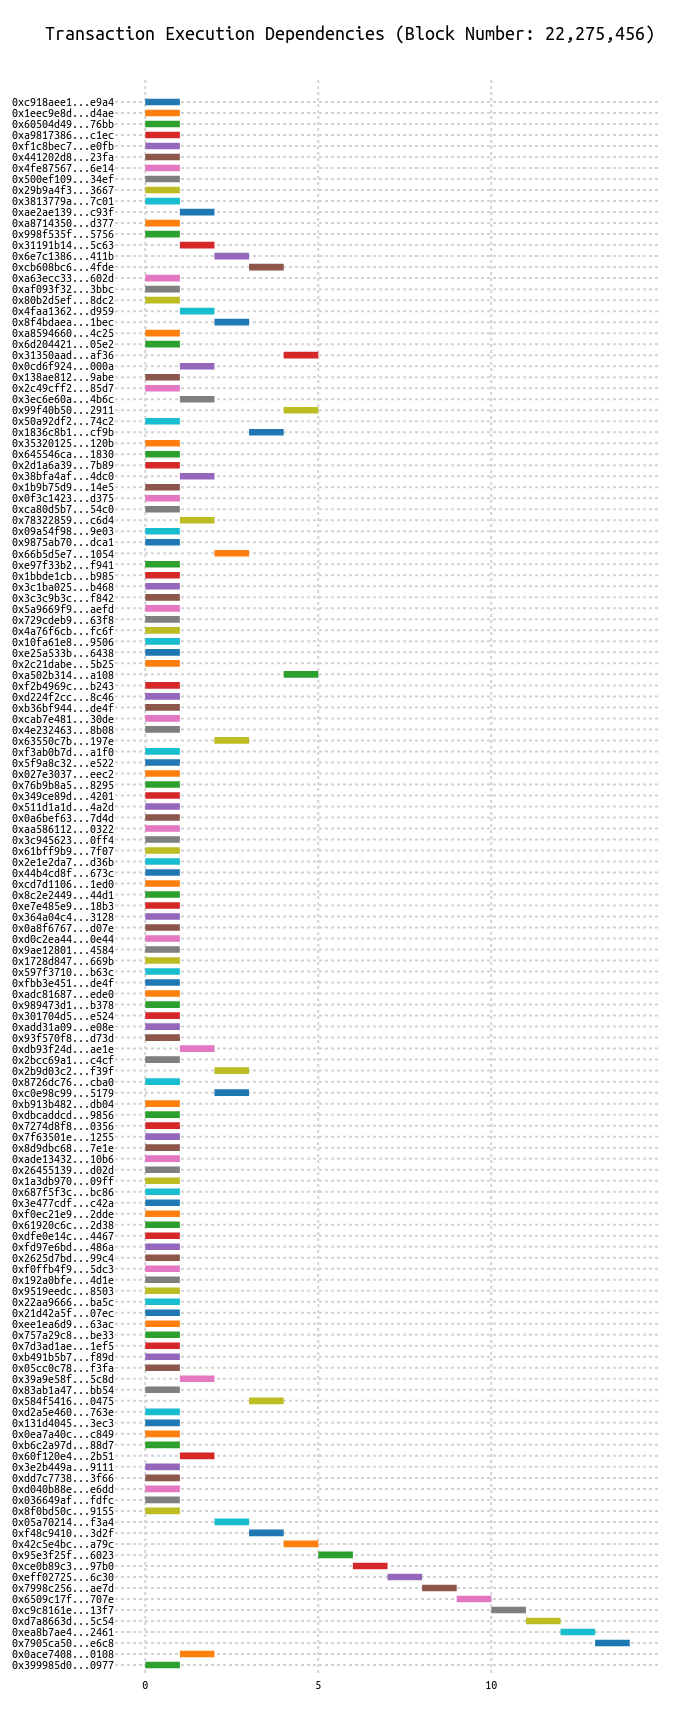 Transaction Execution Dependencies (Block Number: 22,275,456)
0xc918aee1...e9a4
0x1eec9e8d...d4ae
0x60504d49...76bb
0xa9817386...c1ec
0xf1c8bec7...e0fb
0x441202d8...23fa
0x4fe87567...6e14
0x500ef109...34ef
0x29b9a4f3...3667
0x3813779a...7c01
0xae2ae139...c93f
0xa8714350...d377
0x998f535f...5756
0x31191b14...5c63
0x6e7c1386...411b
0xcb608bc6...4fde
0xa63ecc33...602d
0xaf093f32...3bbc
0x80b2d5ef...8dc2
0x4faa1362...d959
0x8f4bdaea...1bec
0xa8594660...4c25
0x6d204421...05e2
0x31350aad...af36
0x0cd6f924...000a
0x138ae812...9abe
0x2c49cff2...85d7
0x3ec6e60a...4b6c
0x99f40b50...2911
0x50a92df2...74c2
0x1836c8b1...cf9b
0x35320125...120b
0x645546ca...1830
0x2d1a6a39...7b89
0x38bfa4af...4dc0
0x1b9b75d9...14e5
0x0f3c1423...d375
0xca80d5b7...54c0
0x78322859...c6d4
0x09a54f98...9e03
0x9875ab70...dca1
0x66b5d5e7...1054
0xe97f33b2...f941
0x1bbde1cb...b985
0x3c1ba025...b468
0x3c3c9b3c...f842
0x5a9669f9...aefd
0x729cdeb9...63f8
0x4a76f6cb...fc6f
0x10fa61e8...9506
0xe25a533b...6438
0x2c21dabe...5b25
0xa502b314...a108
0xf2b4969c...b243
0xd224f2cc...8c46
0xb36bf944...de4f
0xcab7e481...30de
0x4e232463...8b08
0x63550c7b...197e
0xf3ab0b7d...a1f0
0x5f9a8c32...e522
0x027e3037...eec2
0x76b9b8a5...8295
0x349ce89d...4201
0x511d1a1d...4a2d
0x0a6bef63...7d4d
0xaa586112...0322
0x3c945623...0ff4
0x61bff9b9...7f07
0x2e1e2da7...d36b
0x44b4cd8f...673c
0xcd7d1106...1ed0
0x8c2e2449...44d1
0xe7e485e9...18b3
0x364a04c4...3128
0x0a8f6767...d07e
0xd0c2ea44...0e44
0x9ae12801...4584
0x1728d847...669b
0x597f3710...b63c
0xfbb3e451...de4f
0xadc81687...ede0
0x989473d1...b378
0x301704d5...e524
0xadd31a09...e08e
0x93f570f8...d73d
0xdb93f24d...ae1e
0x2bcc69a1...c4cf
0x2b9d03c2...f39f
0x8726dc76...cba0
0xc0e98c99...5179
0xb913b482...db04
0xdbcaddcd...9856
0x7274d8f8...0356
0x7f63501e...1255
0x8d9dbc68...7e1e
0xade13432...10b6
0x26455139...d02d
0x1a3db970...09ff
0x687f5f3c...bc86
0x3e477cdf...c42a
0xf0ec21e9...2dde
0x61920c6c...2d38
0xdfe0e14c...4467
0xfd97e6bd...486a
0x2625d7bd...99c4
0xf0ffb4f9...5dc3
0x192a0bfe...4d1e
0x9519eedc...8503
0x22aa9666...ba5c
0x21d42a5f...07ec
0xee1ea6d9...63ac
0x757a29c8...be33
0x7d3ad1ae...1ef5
0xb491b5b7...f89d
0x05cc0c78...f3fa
0x39a9e58f...5c8d
0x83ab1a47...bb54
0x584f5416...0475
0xd2a5e460...763e
0x131d4045...3ec3
0x0ea7a40c...c849
0xb6c2a97d...88d7
0x60f120e4...2b51
0x3e2b449a...9111
0xdd7c7738...3f66
0xd040b88e...e6dd
0x036649af...fdfc
0x8f0bd50c...9155
0x05a70214...f3a4
0xf48c9410...3d2f
0x42c5e4bc...a79c
0x95e3f25f...6023
0xce0b89c3...97b0
0xeff02725...6c30
0x7998c256...ae7d
0x6509c17f...707e
0xc9c8161e...13f7
0xd7a8663d...5c54
0xea8b7ae4...2461
0x7905ca50...e6c8
0x0ace7408...0108
0x399985d0...0977
0 5 10